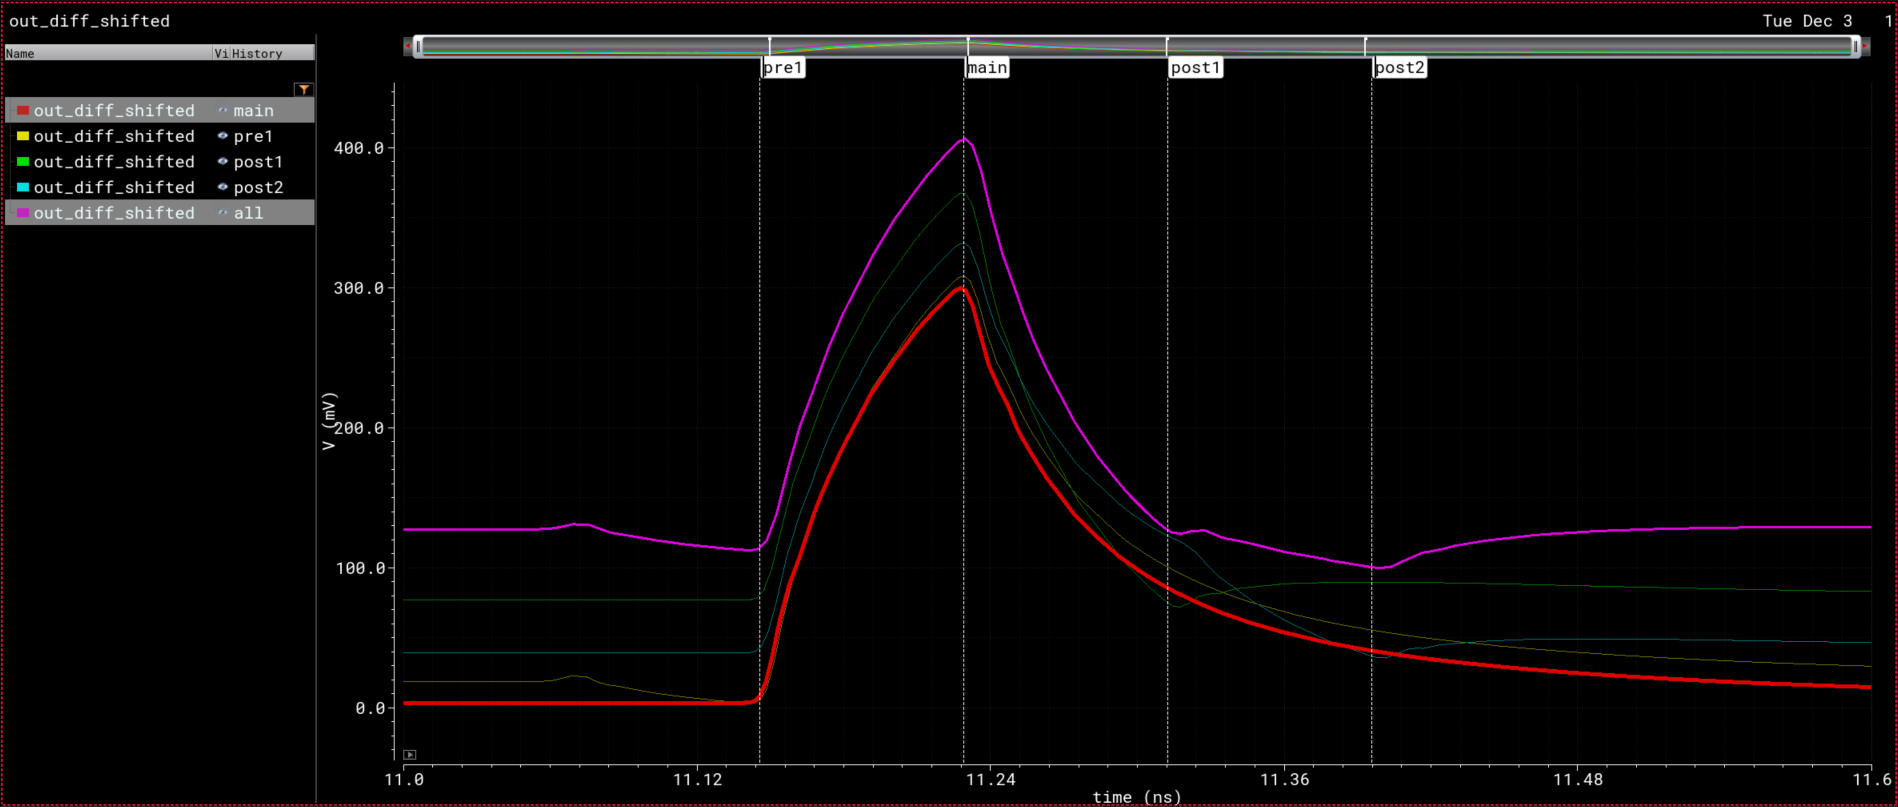 out_diff_shifted
Tue Dec 3 1
Name Vi History
pre1 main post1 post2
out_diff_shifted main
out_diff_shifted pre1
out_diff_shifted post1
out_diff_shifted post2
out_diff_shifted all
400.0
300.0
200.0
100.0
0.0
V (mV)
11.0 11.12 11.24 11.36 11.48 11.6
time (ns)